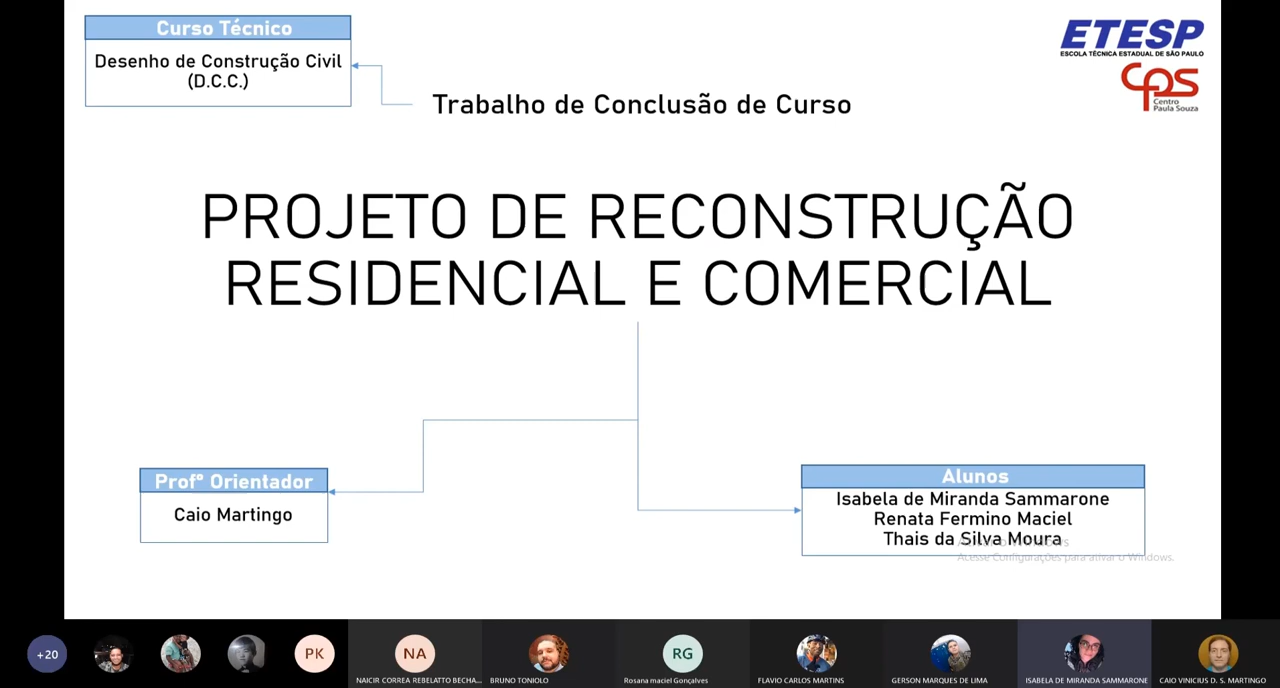 Curso Técnico
Desenho de Construção Civil
(D.C.C.)
ETESP
ESCOLA TÉCNICA ESTADUAL DE SÃO PAULO
cps
Centro
Paula Souza
Trabalho de Conclusão de Curso
PROJETO DE RECONSTRUÇÃO
RESIDENCIAL E COMERCIAL
Profº Orientador
Caio Martingo
Alunos
Isabela de Miranda Sammarone
Renata Fermino Maciel
Thais da Silva Moura
Acesse Configurações para ativar o Windows.
+20
PK
NA
RG
NAICIR CORREA REBELATTO BECHA...
BRUNO TONIOLO
Rosana maciel Gonçalves
FLAVIO CARLOS MARTINS
GERSON MARQUES DE LIMA
ISABELA DE MIRANDA SAMMARONE
CAIO VINICIUS D. S. MARTINGO